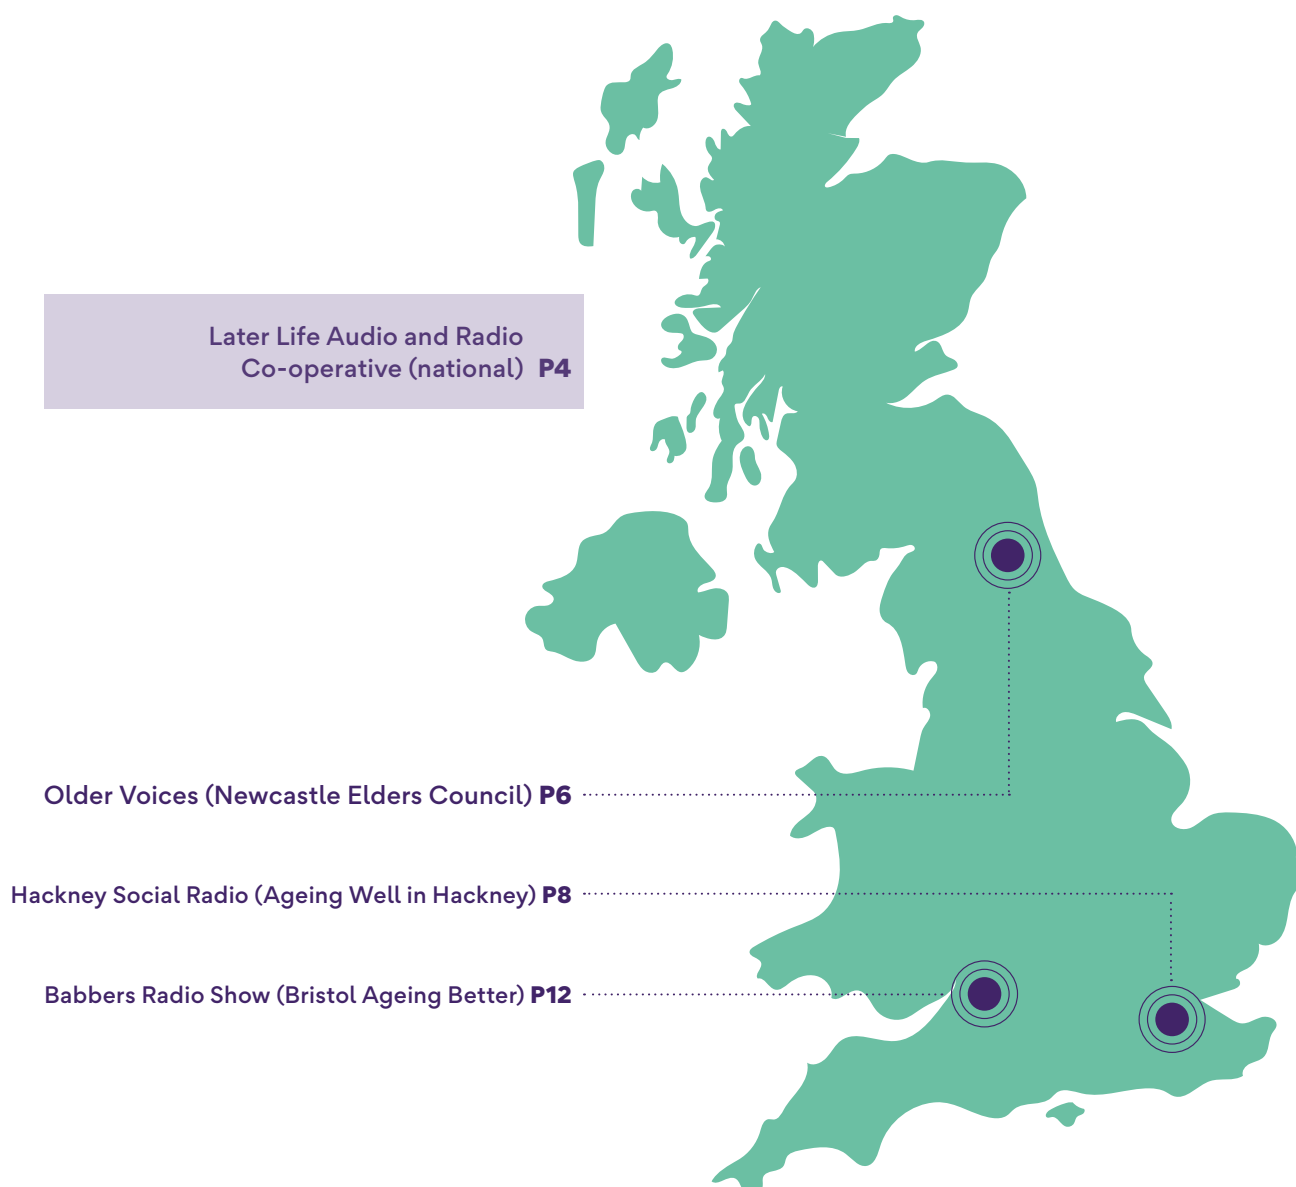 Later Life Audio and Radio
Co-operative (national) P4
Older Voices (Newcastle Elders Council) P6
Hackney Social Radio (Ageing Well in Hackney) P8
Babbers Radio Show (Bristol Ageing Better) P12